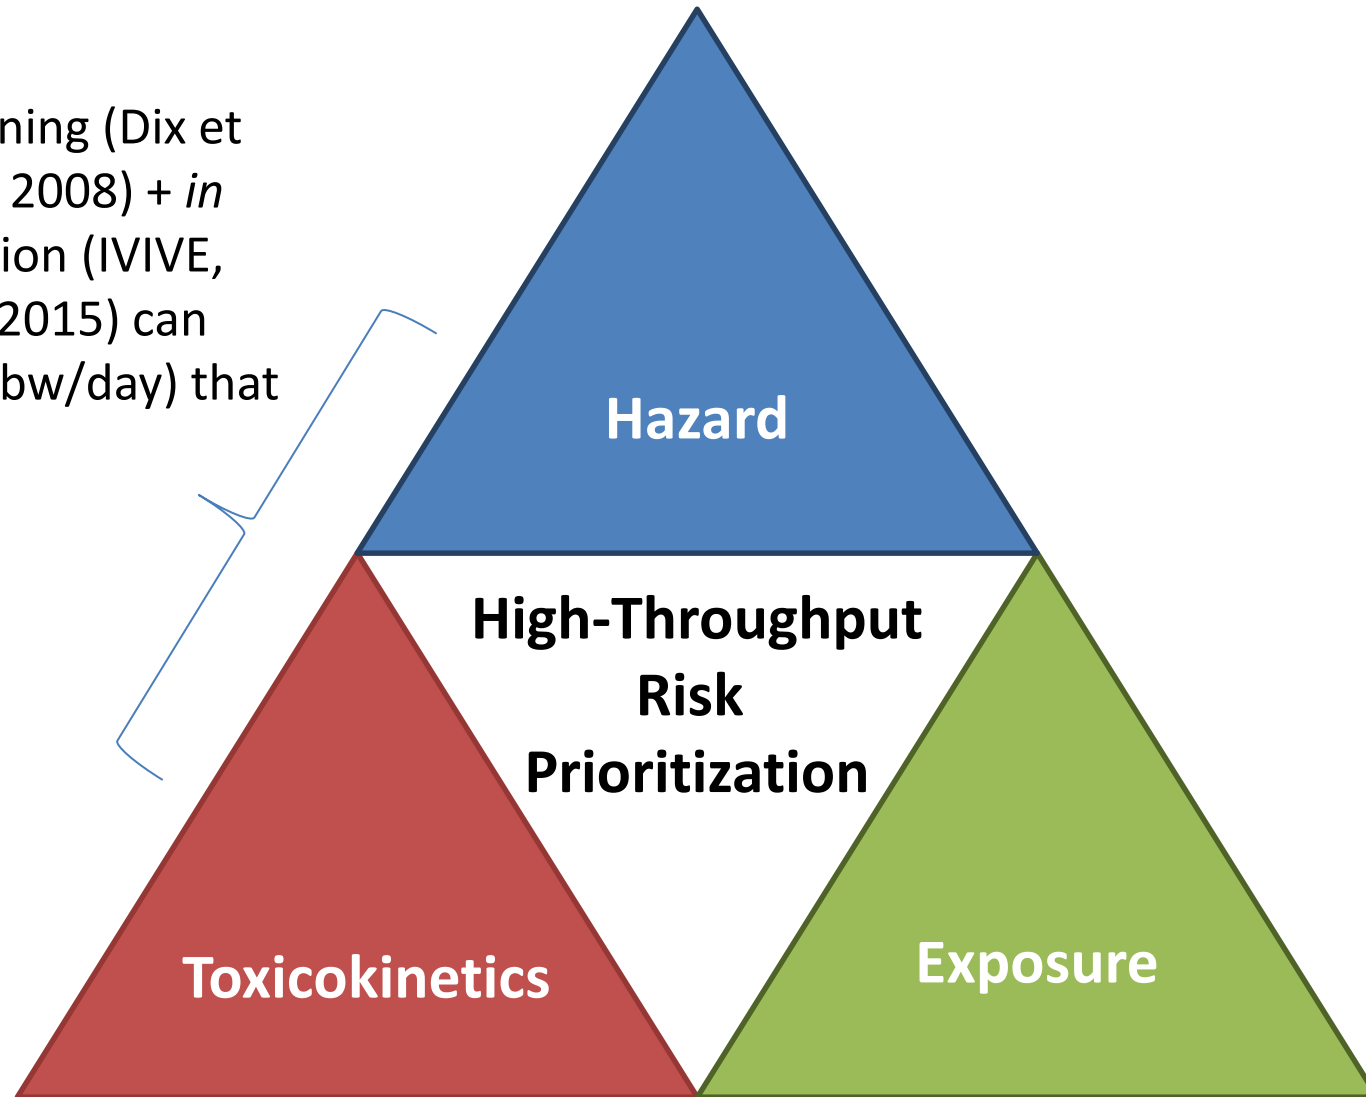 ning (Dix et
2008) + in
ion (IVIVE,
2015) can
bw/day) that
Hazard
High-Throughput
Risk
Prioritization
Toxicokinetics
Exposure